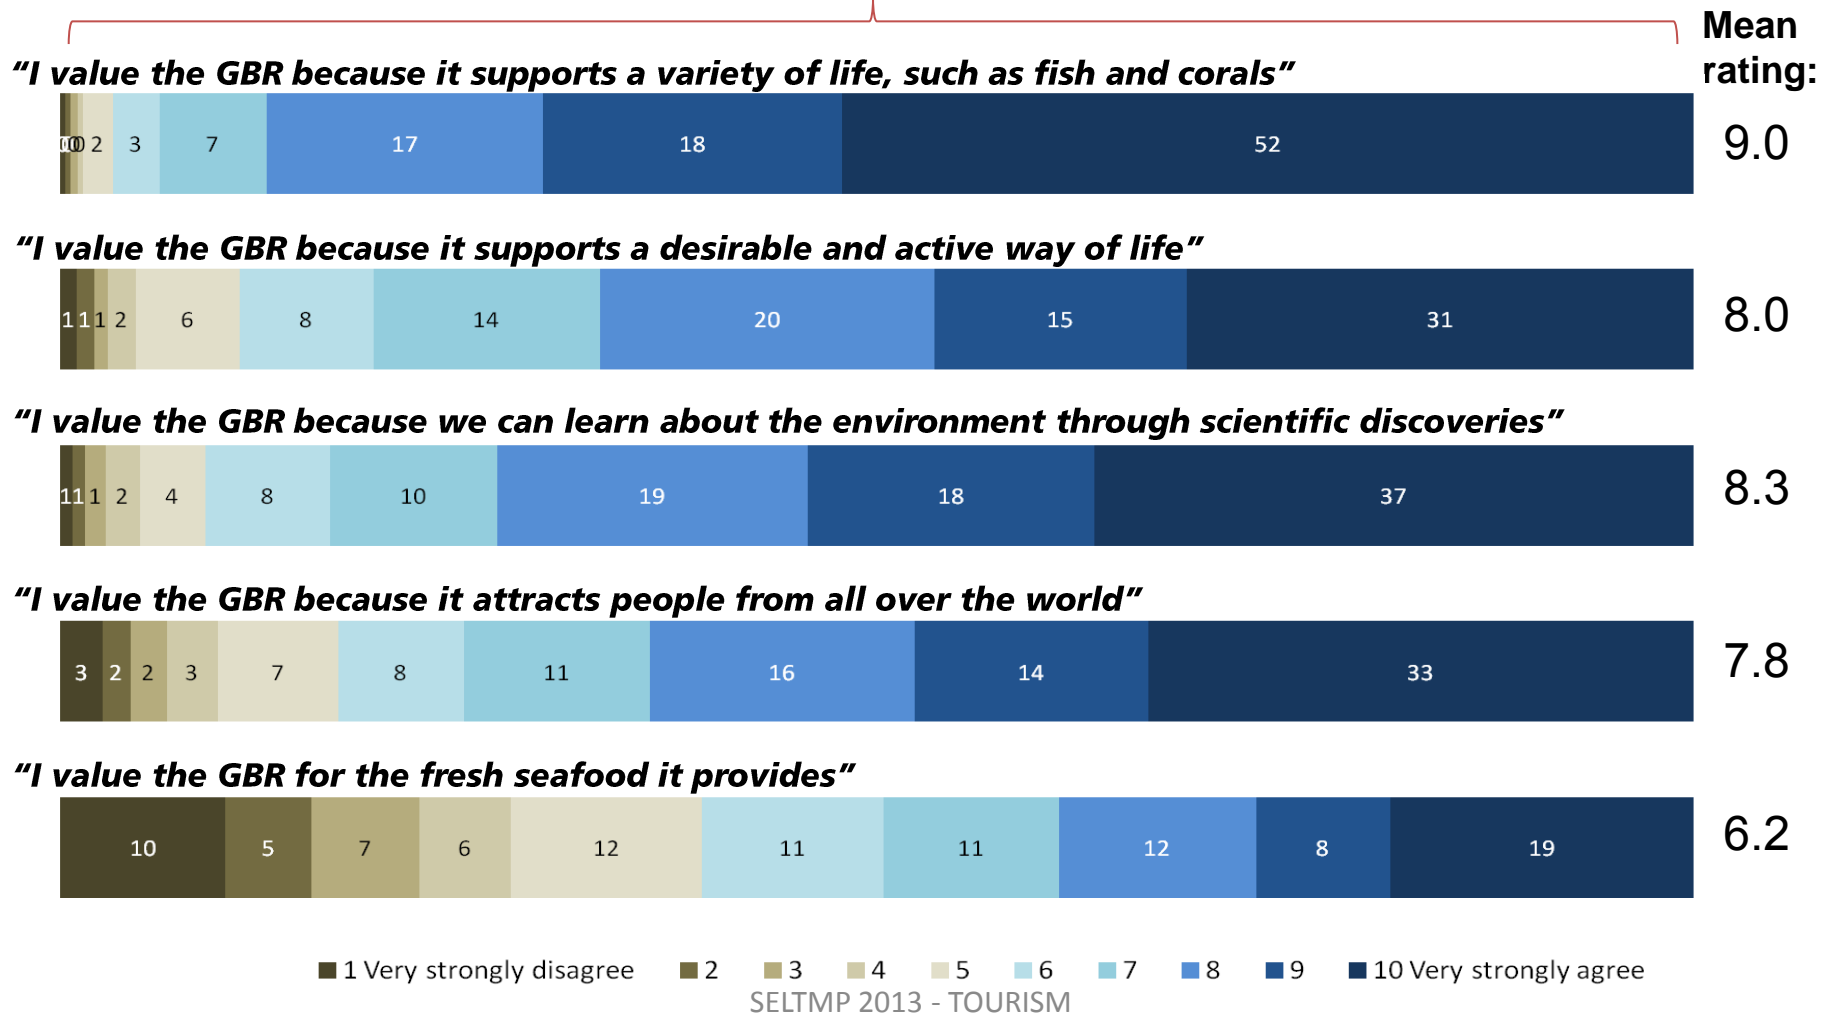 Mean
rating:
“I value the GBR because it supports a variety of life, such as fish and corals”
2 3 7 17 18 52 9.0
“I value the GBR because it supports a desirable and active way of life”
1 1 1 2 6 8 14 20 15 31 8.0
“I value the GBR because we can learn about the environment through scientific discoveries”
1 1 1 2 4 8 10 19 18 37 8.3
“I value the GBR because it attracts people from all over the world”
3 2 2 3 7 8 11 16 14 33 7.8
“I value the GBR for the fresh seafood it provides”
10 5 7 6 12 11 11 12 8 19 6.2
1 Very strongly disagree 2 3 4 5 6 7 8 9 10 Very strongly agree
SELTMP 2013 - TOURISM